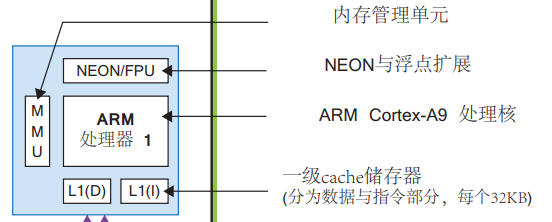 内存管理单元
NEON/FPU
NEON与浮点扩展
MMU
ARM
处理器 1
ARM Cortex-A9 处理核
L1(D)
L1(I)
一级cache储存器
(分为数据与指令部分，每个32KB)